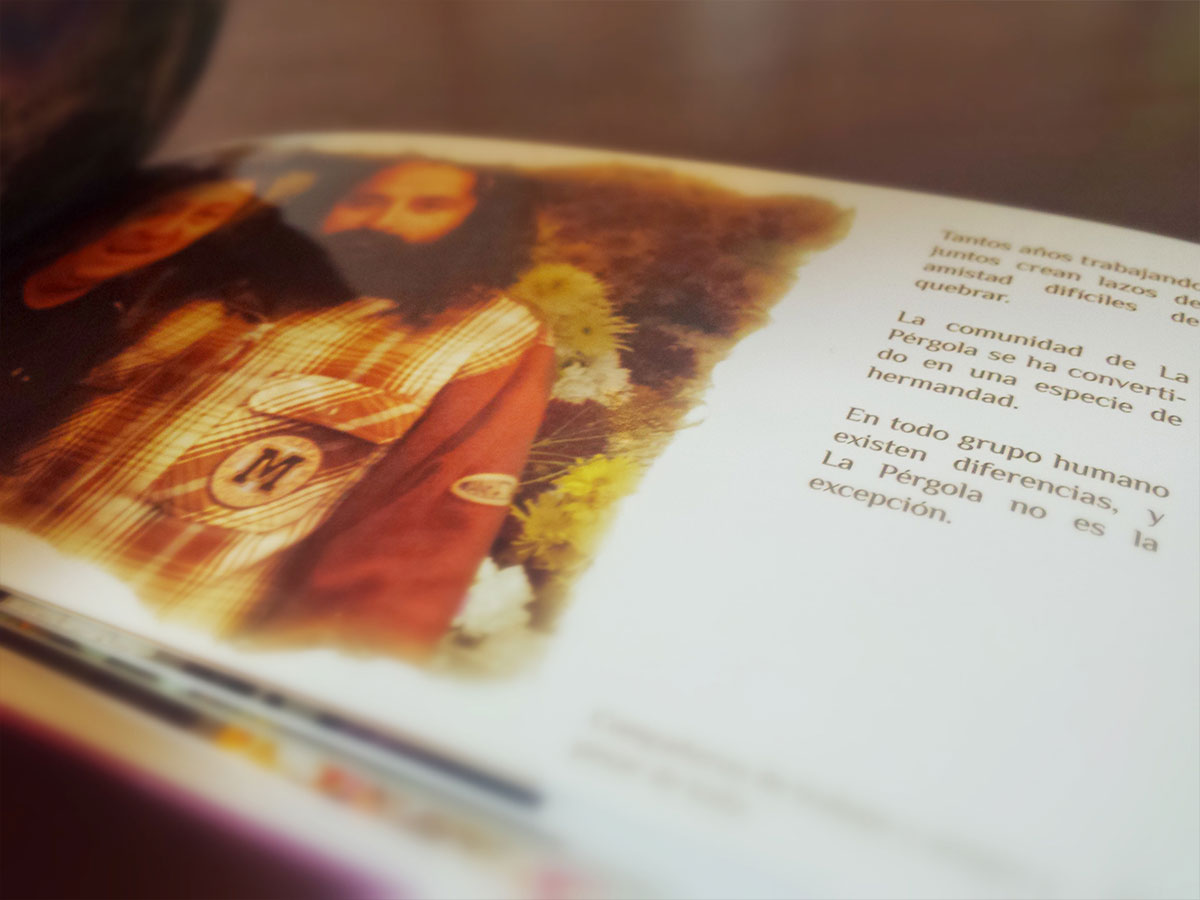 M
Tantos años trabajando
juntos crean lazos de
amistad difíciles de
quebrar.
La comunidad de La
Pérgola se ha converti-
do en una especie de
hermandad.
En todo grupo humano
existen diferencias, y
La Pérgola no es la
excepción.